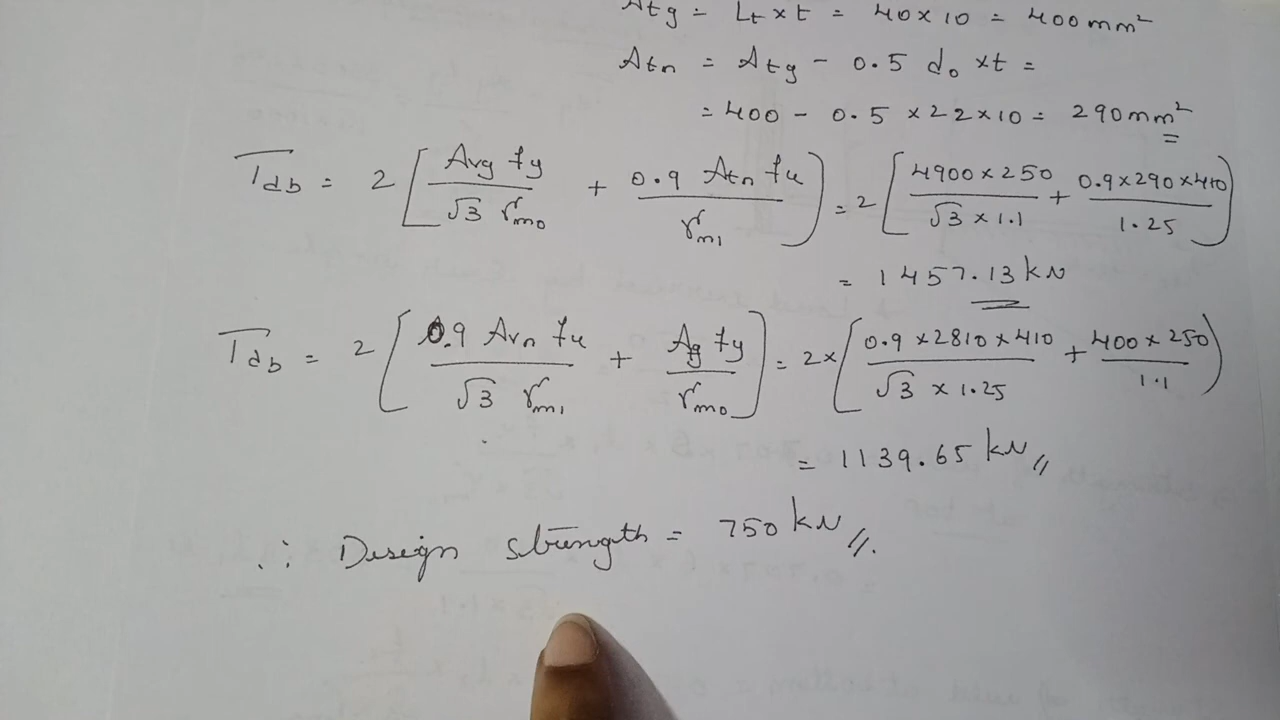 Atg = Lt x t = 40 x 10 = 400 mm²
Atn = Atg - 0.5 do x t =
= 400 - 0.5 x 22 x 10 = 290 mm²
Tdb = 2 [ Avg fy / √3 γm0 + 0.9 Atn fu / γm1 ] = 2 [ 4900 x 250 / √3 x 1.1 + 0.9 x 290 x 410 / 1.25 ]
= 1457.13 kN
Tdb = 2 [ 0.9 Avn fu / √3 γm1 + Ag fy / γm0 ] = 2 x [ 0.9 x 2810 x 410 / √3 x 1.25 + 400 x 250 / 1.1 ]
= 1139.65 kN //
∴ Design strength = 750 kN //.